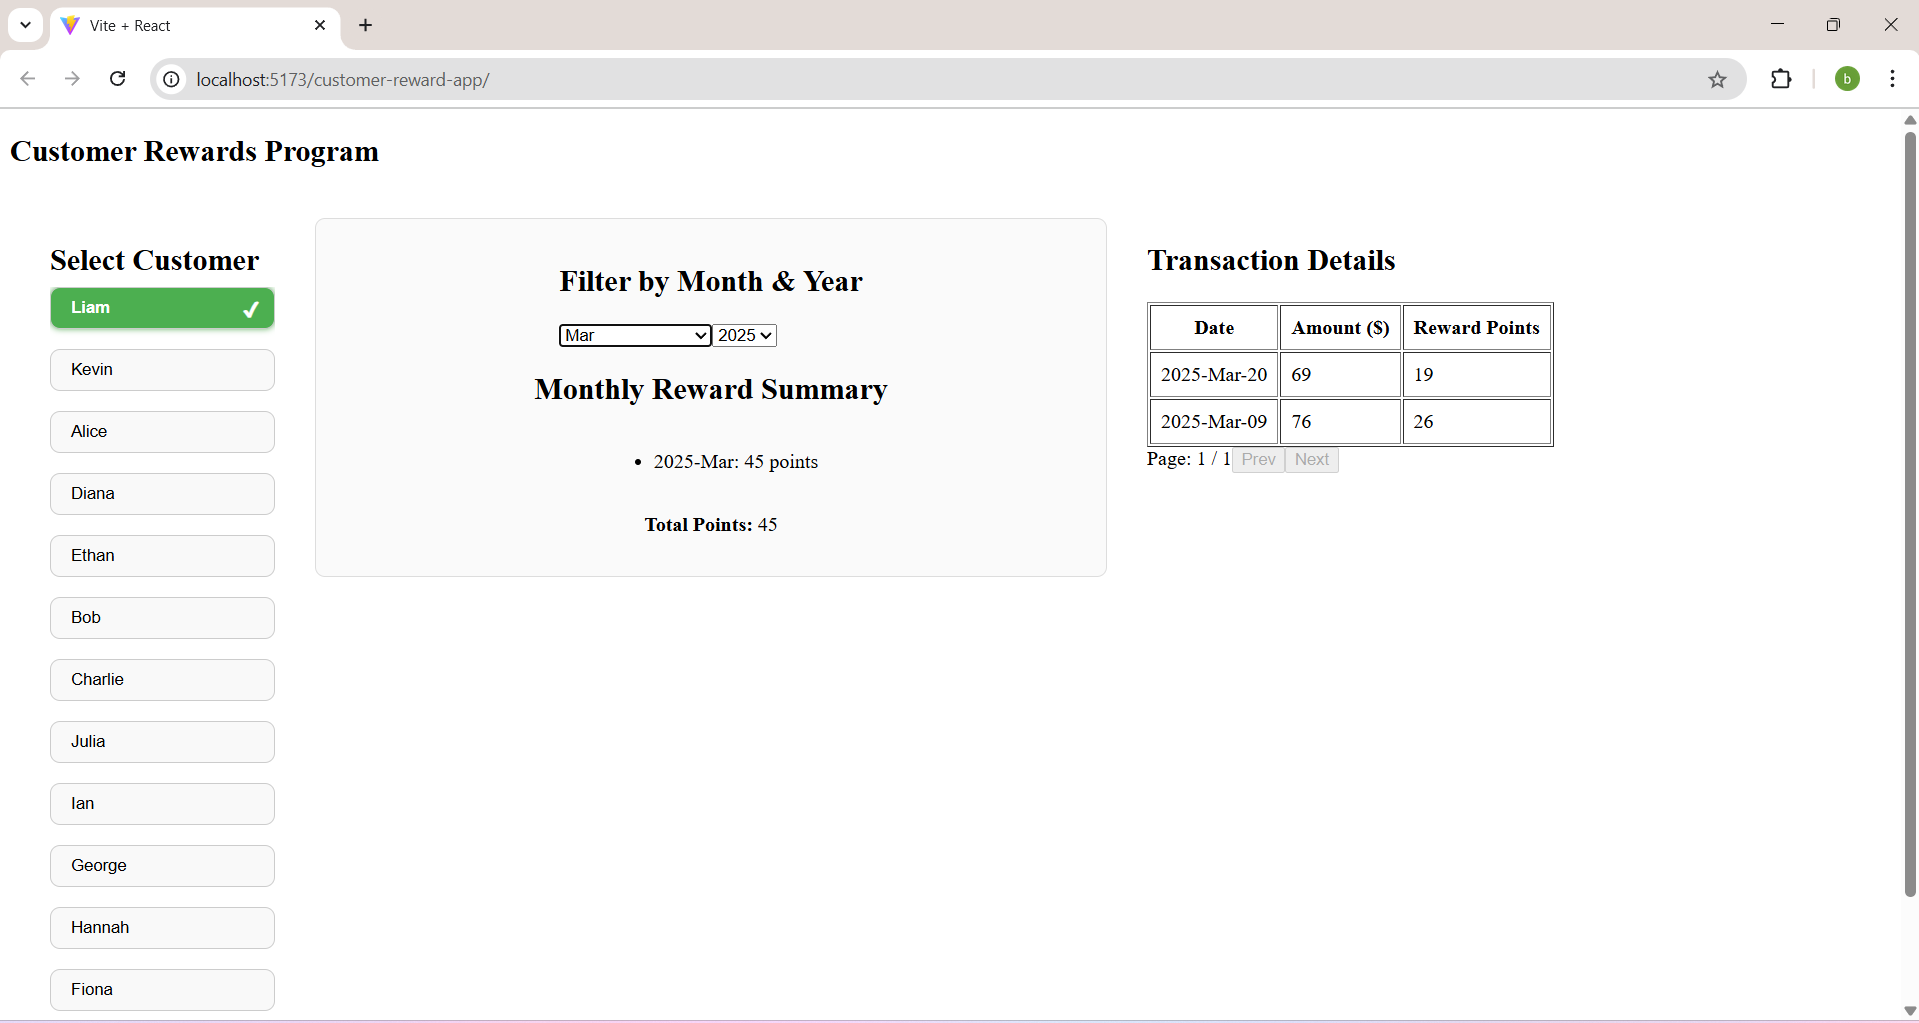 Vite + React
localhost:5173/customer-reward-app/
b
Customer Rewards Program
Select Customer
Liam
Kevin
Alice
Diana
Ethan
Bob
Charlie
Julia
Ian
George
Hannah
Fiona
Filter by Month & Year
Mar 2025
Monthly Reward Summary
• 2025-Mar: 45 points
Total Points: 45
Transaction Details
Date Amount ($) Reward Points
2025-Mar-20 69 19
2025-Mar-09 76 26
Page: 1 / 1 Prev Next